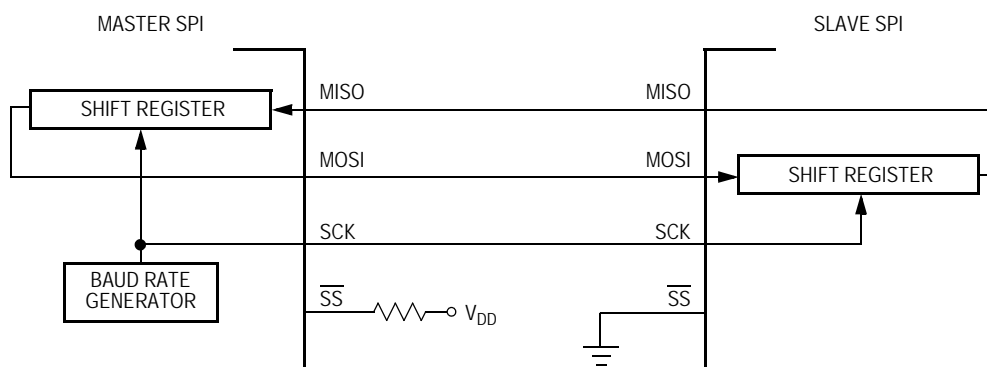 MASTER SPI
SLAVE SPI
SHIFT REGISTER
MISO
MISO
MOSI
MOSI
SHIFT REGISTER
SCK
SCK
BAUD RATE
GENERATOR
SS
VDD
SS